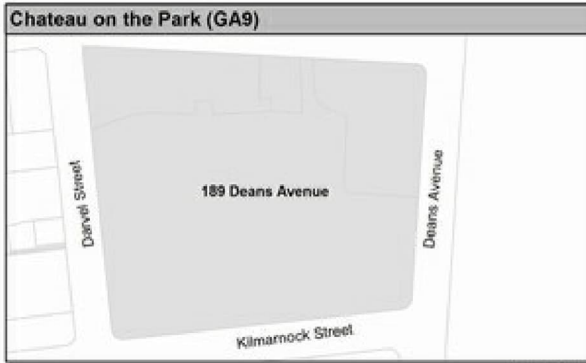 Chateau on the Park (GA9)
189 Deans Avenue
Darvel Street
Deans Avenue
Kilmarnock Street